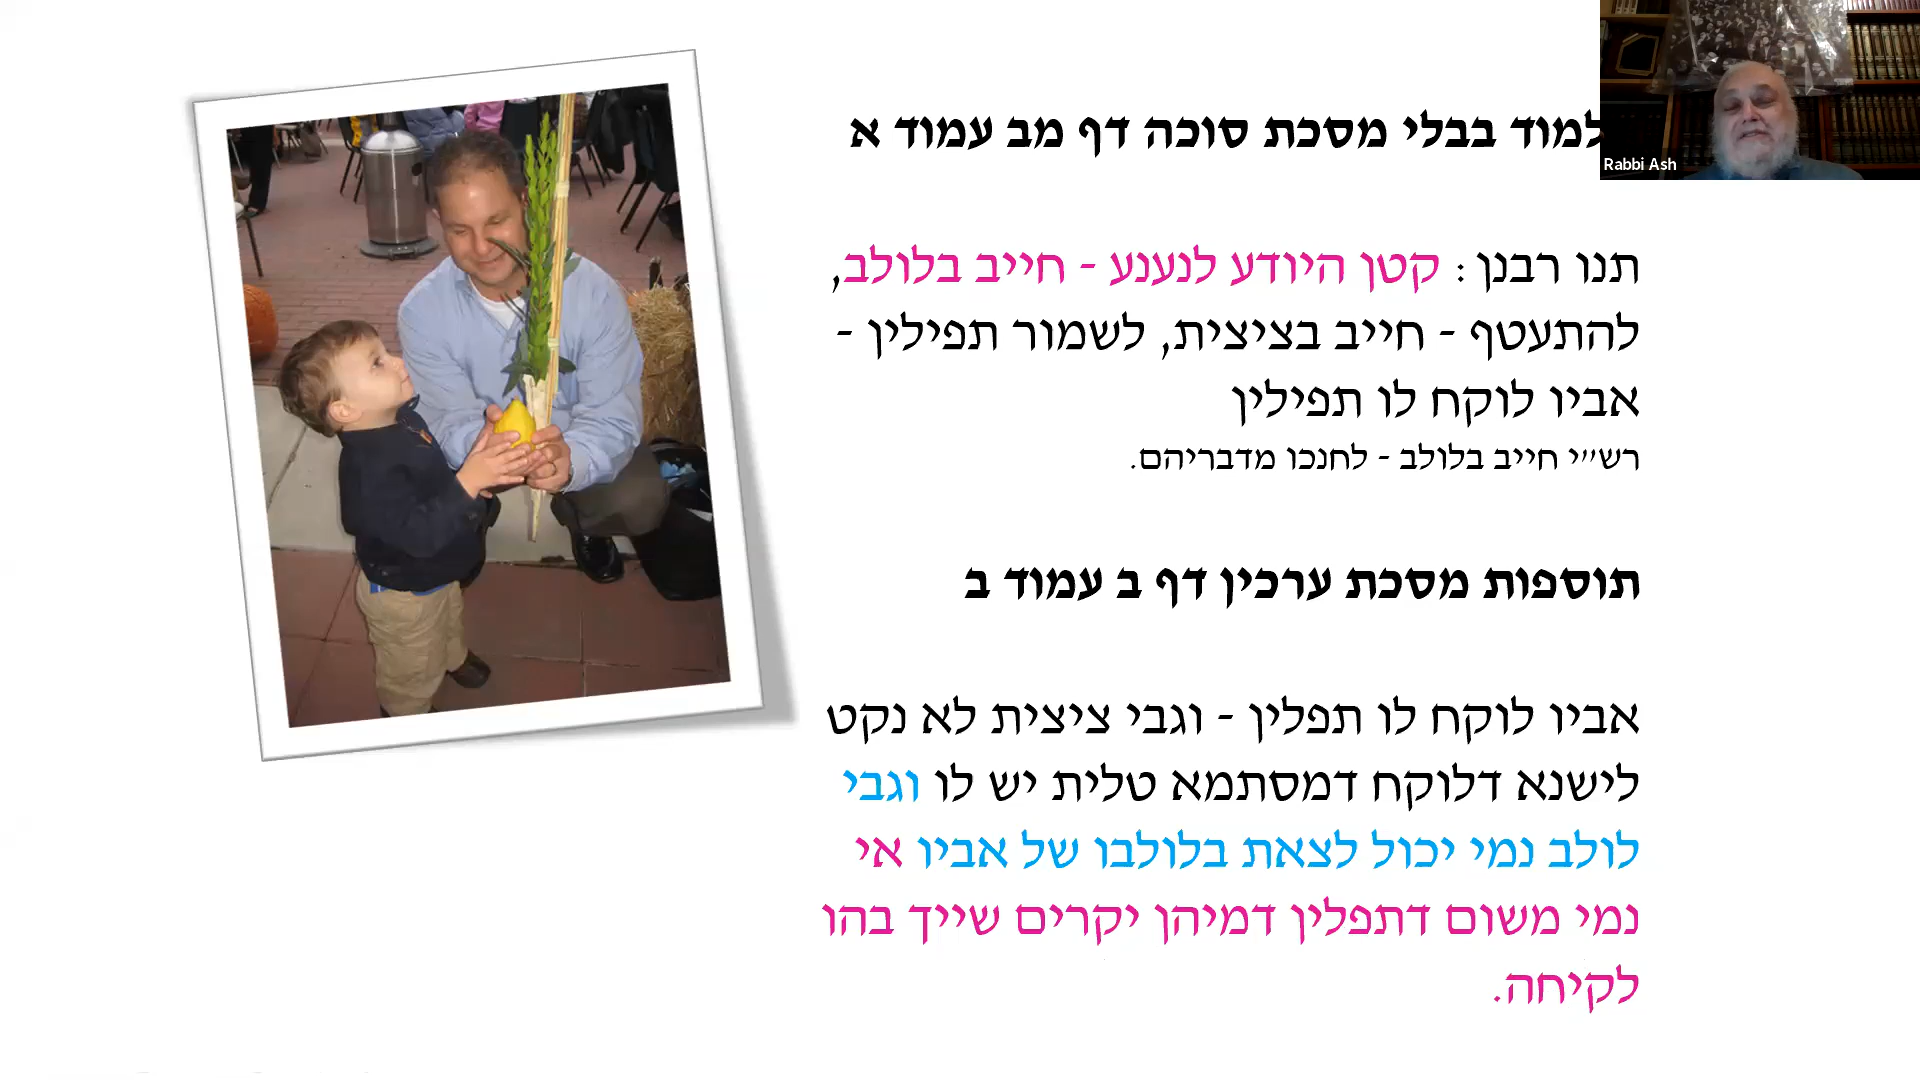 למוד בבלי מסכת סוכה דף מב עמוד א
Rabbi Ash
תנו רבנן: קטן היודע לנענע - חייב בלולב,
להתעטף - חייב בציצית, לשמור תפילין -
אביו לוקח לו תפילין
רש״י חייב בלולב - לחנכו מדבריהם.
תוספות מסכת ערכין דף ב עמוד ב
אביו לוקח לו תפלין - וגבי ציצית לא נקט
לישנא דלוקח דמסתמא טלית יש לו וגבי
לולב נמי יכול לצאת בלולבו של אביו אי
נמי משום דתפלין דמיהן יקרים שייך בהו
לקיחה.